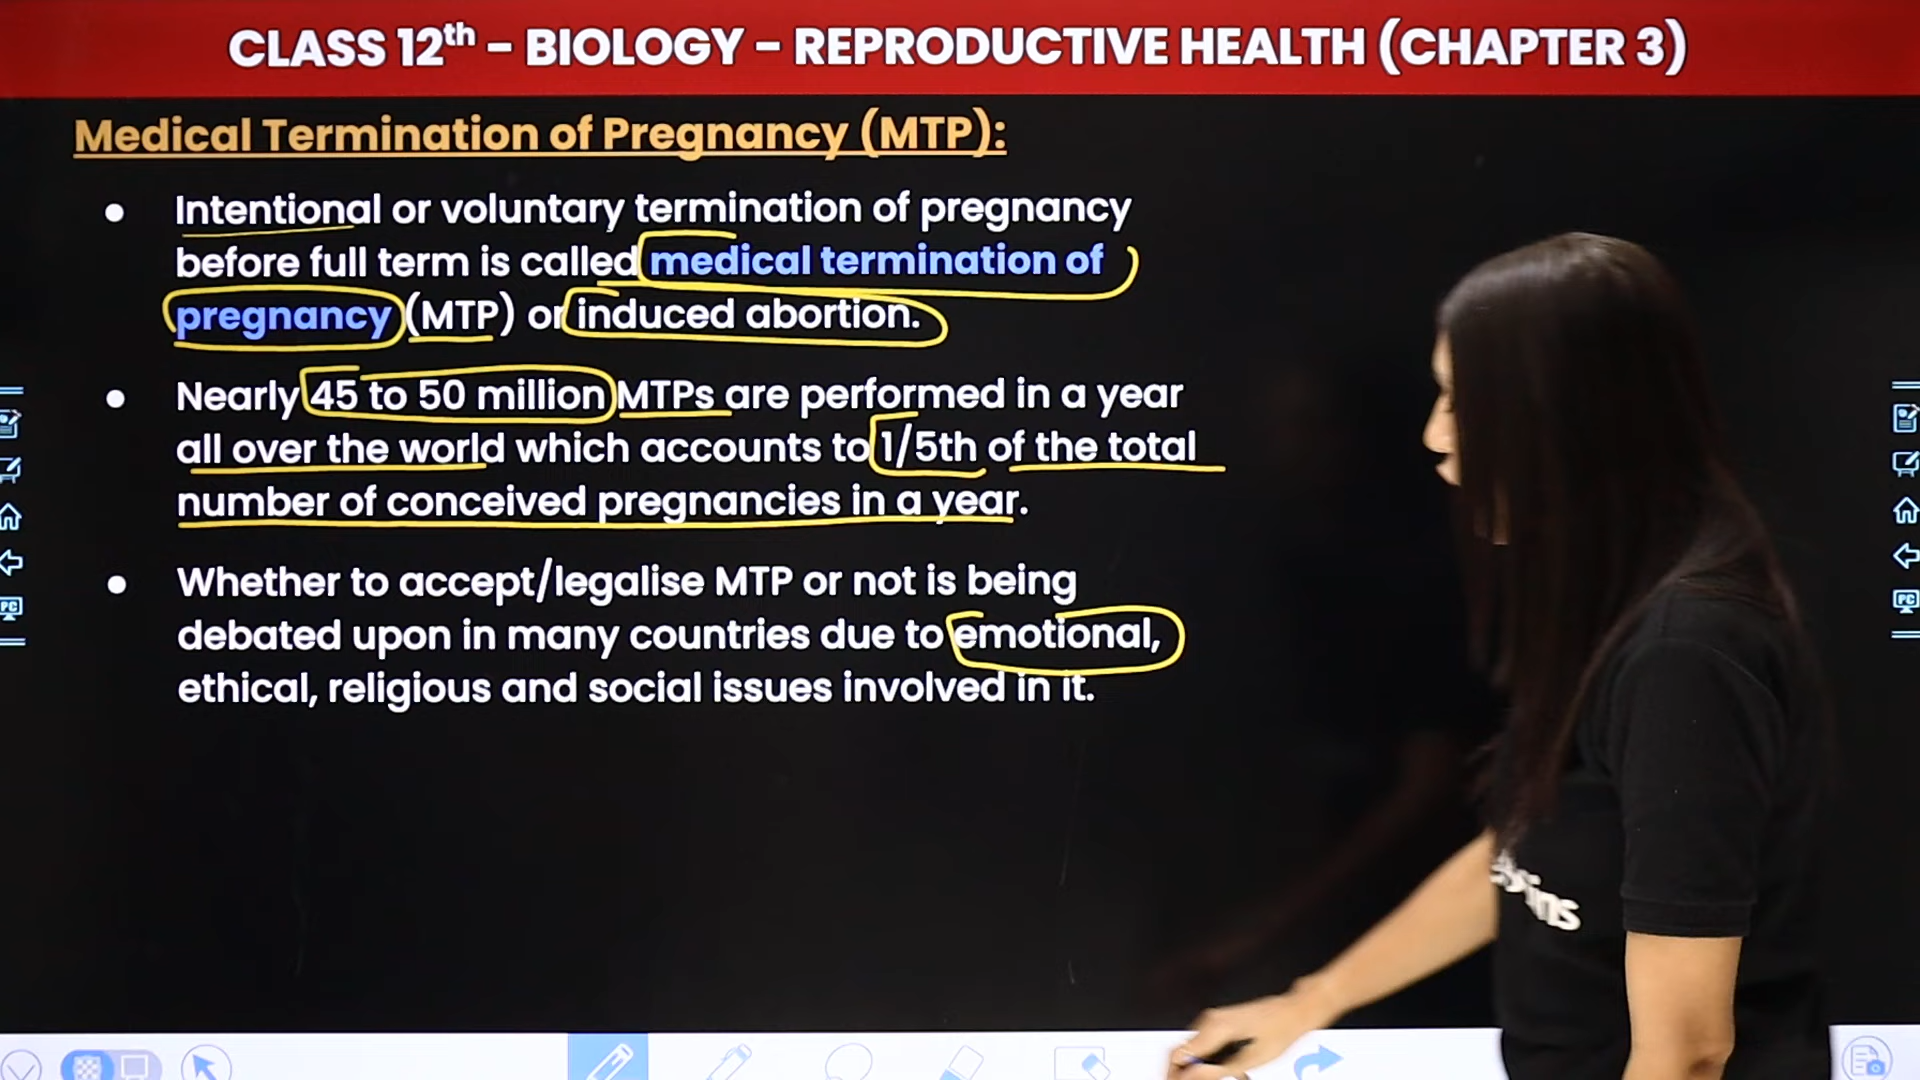 CLASS 12th - BIOLOGY - REPRODUCTIVE HEALTH (CHAPTER 3)
Medical Termination of Pregnancy (MTP):
● Intentional or voluntary termination of pregnancy
before full term is called medical termination of
pregnancy (MTP) or induced abortion.
● Nearly 45 to 50 million MTPs are performed in a year
all over the world which accounts to 1/5th of the total
number of conceived pregnancies in a year.
● Whether to accept/legalise MTP or not is being
debated upon in many countries due to emotional,
ethical, religious and social issues involved in it.
PC
PC